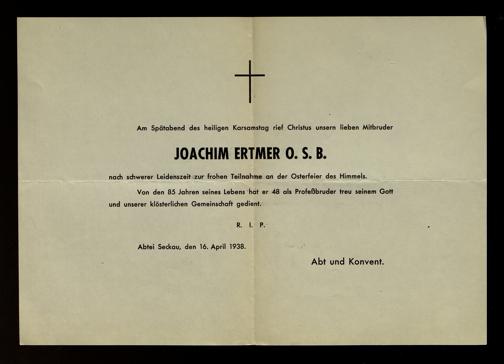 Am Spätabend des heiligen Karsamstag rief Christus unsern lieben Mitbruder
JOACHIM ERTMER O. S. B.
nach schwerer Leidenszeit zur frohen Teilnahme an der Osterfeier des Himmels.
Von den 85 Jahren seines Lebens hat er 48 als Profeßbruder treu seinem Gott
und unserer klösterlichen Gemeinschaft gedient.
R. I. P.
Abtei Seckau, den 16. April 1938.
Abt und Konvent.